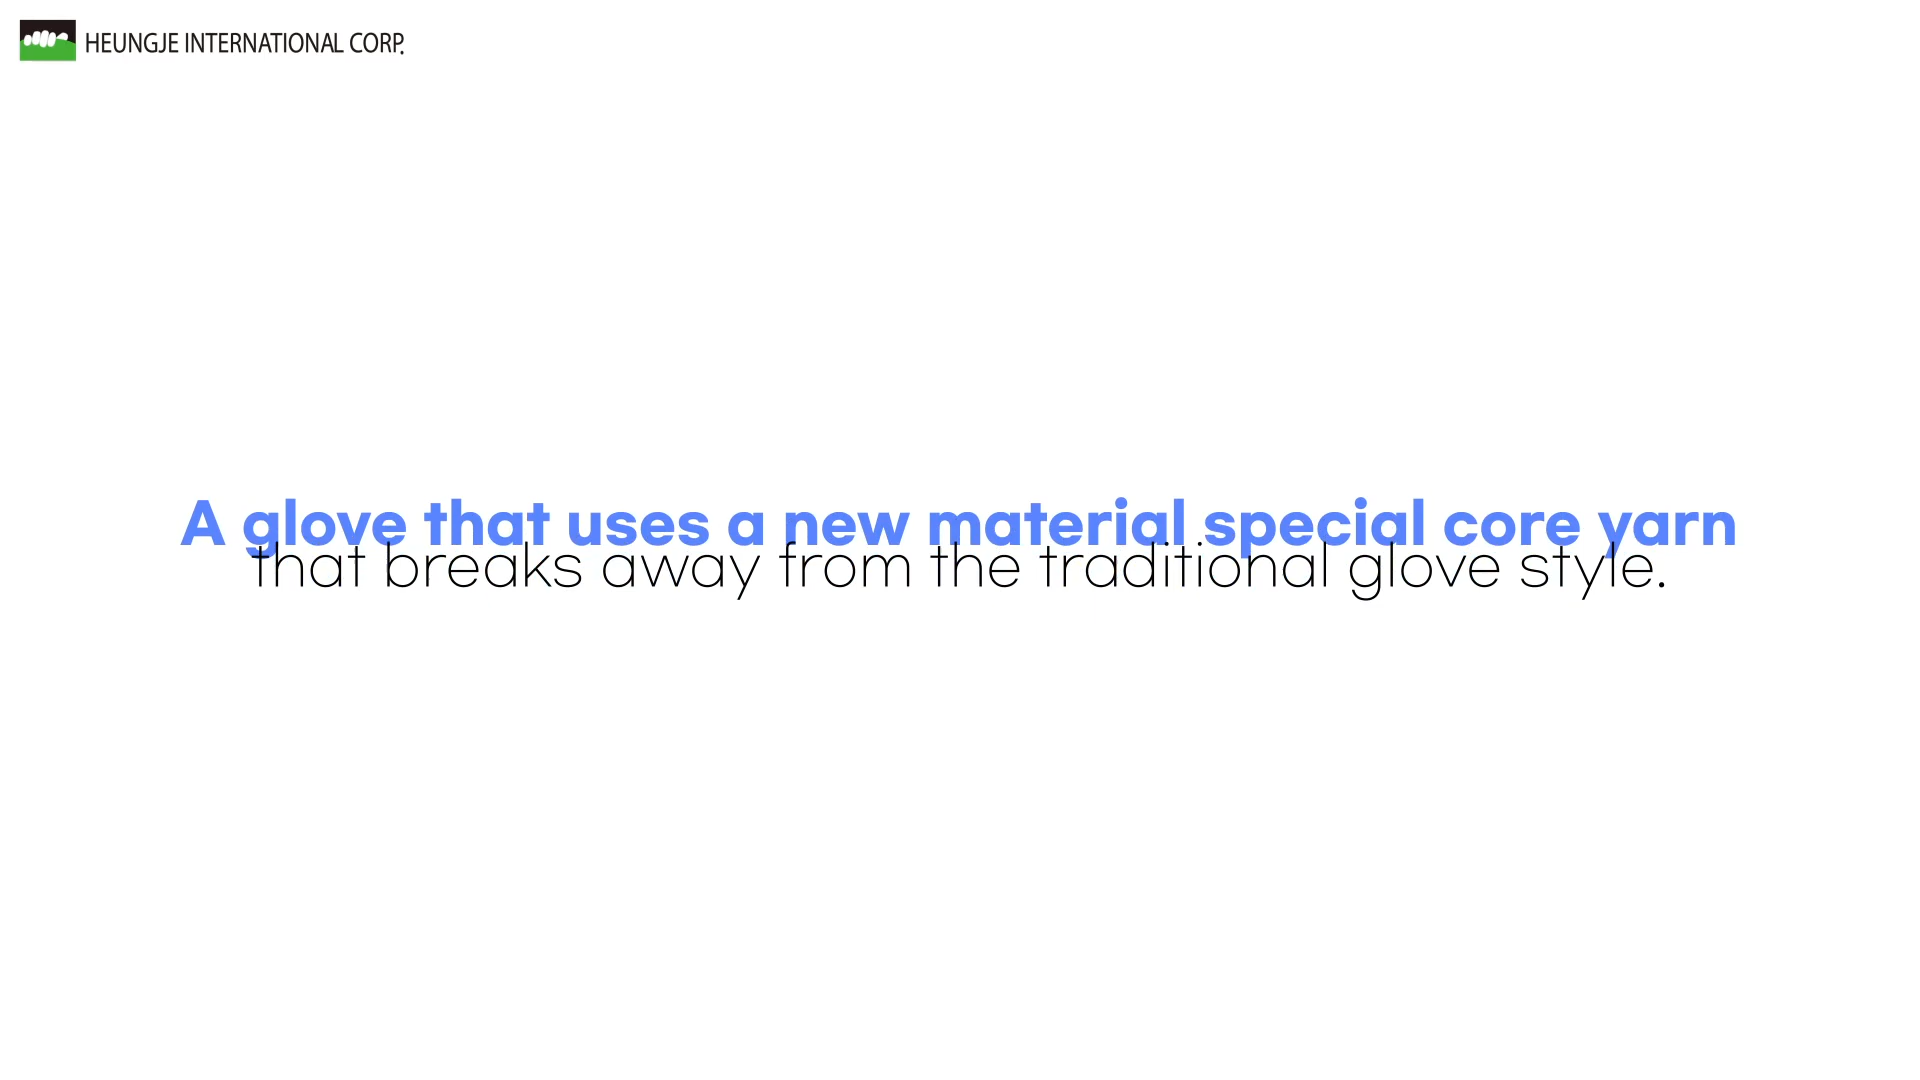 HEUNGJE INTERNATIONAL CORP.
A glove that uses a new material special core yarn
that breaks away from the traditional glove style.